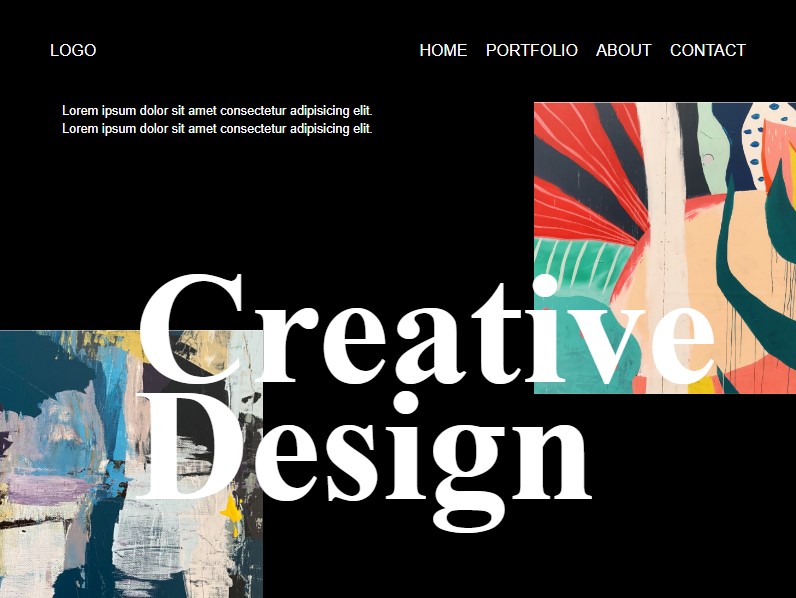 LOGO
HOME PORTFOLIO ABOUT CONTACT
Lorem ipsum dolor sit amet consectetur adipisicing elit.
Lorem ipsum dolor sit amet consectetur adipisicing elit.
Creative
Design